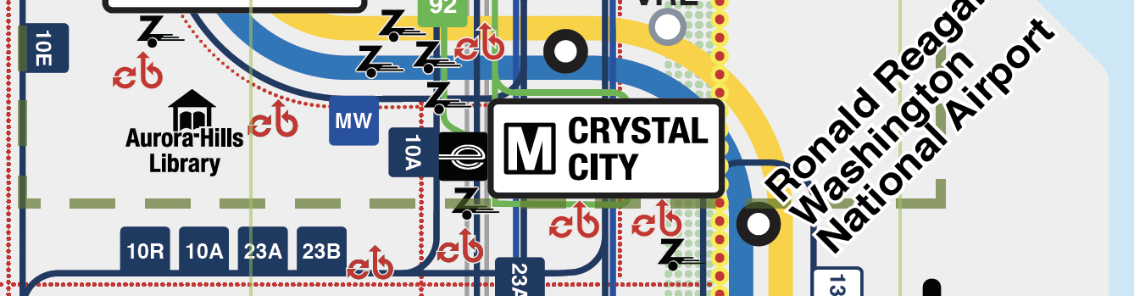 92
VRE
10E
Aurora Hills
Library
MW
10A
M
CRYSTAL
CITY
Ronald Reagan
Washington
National Airport
10R
10A
23A
23B
23A
13